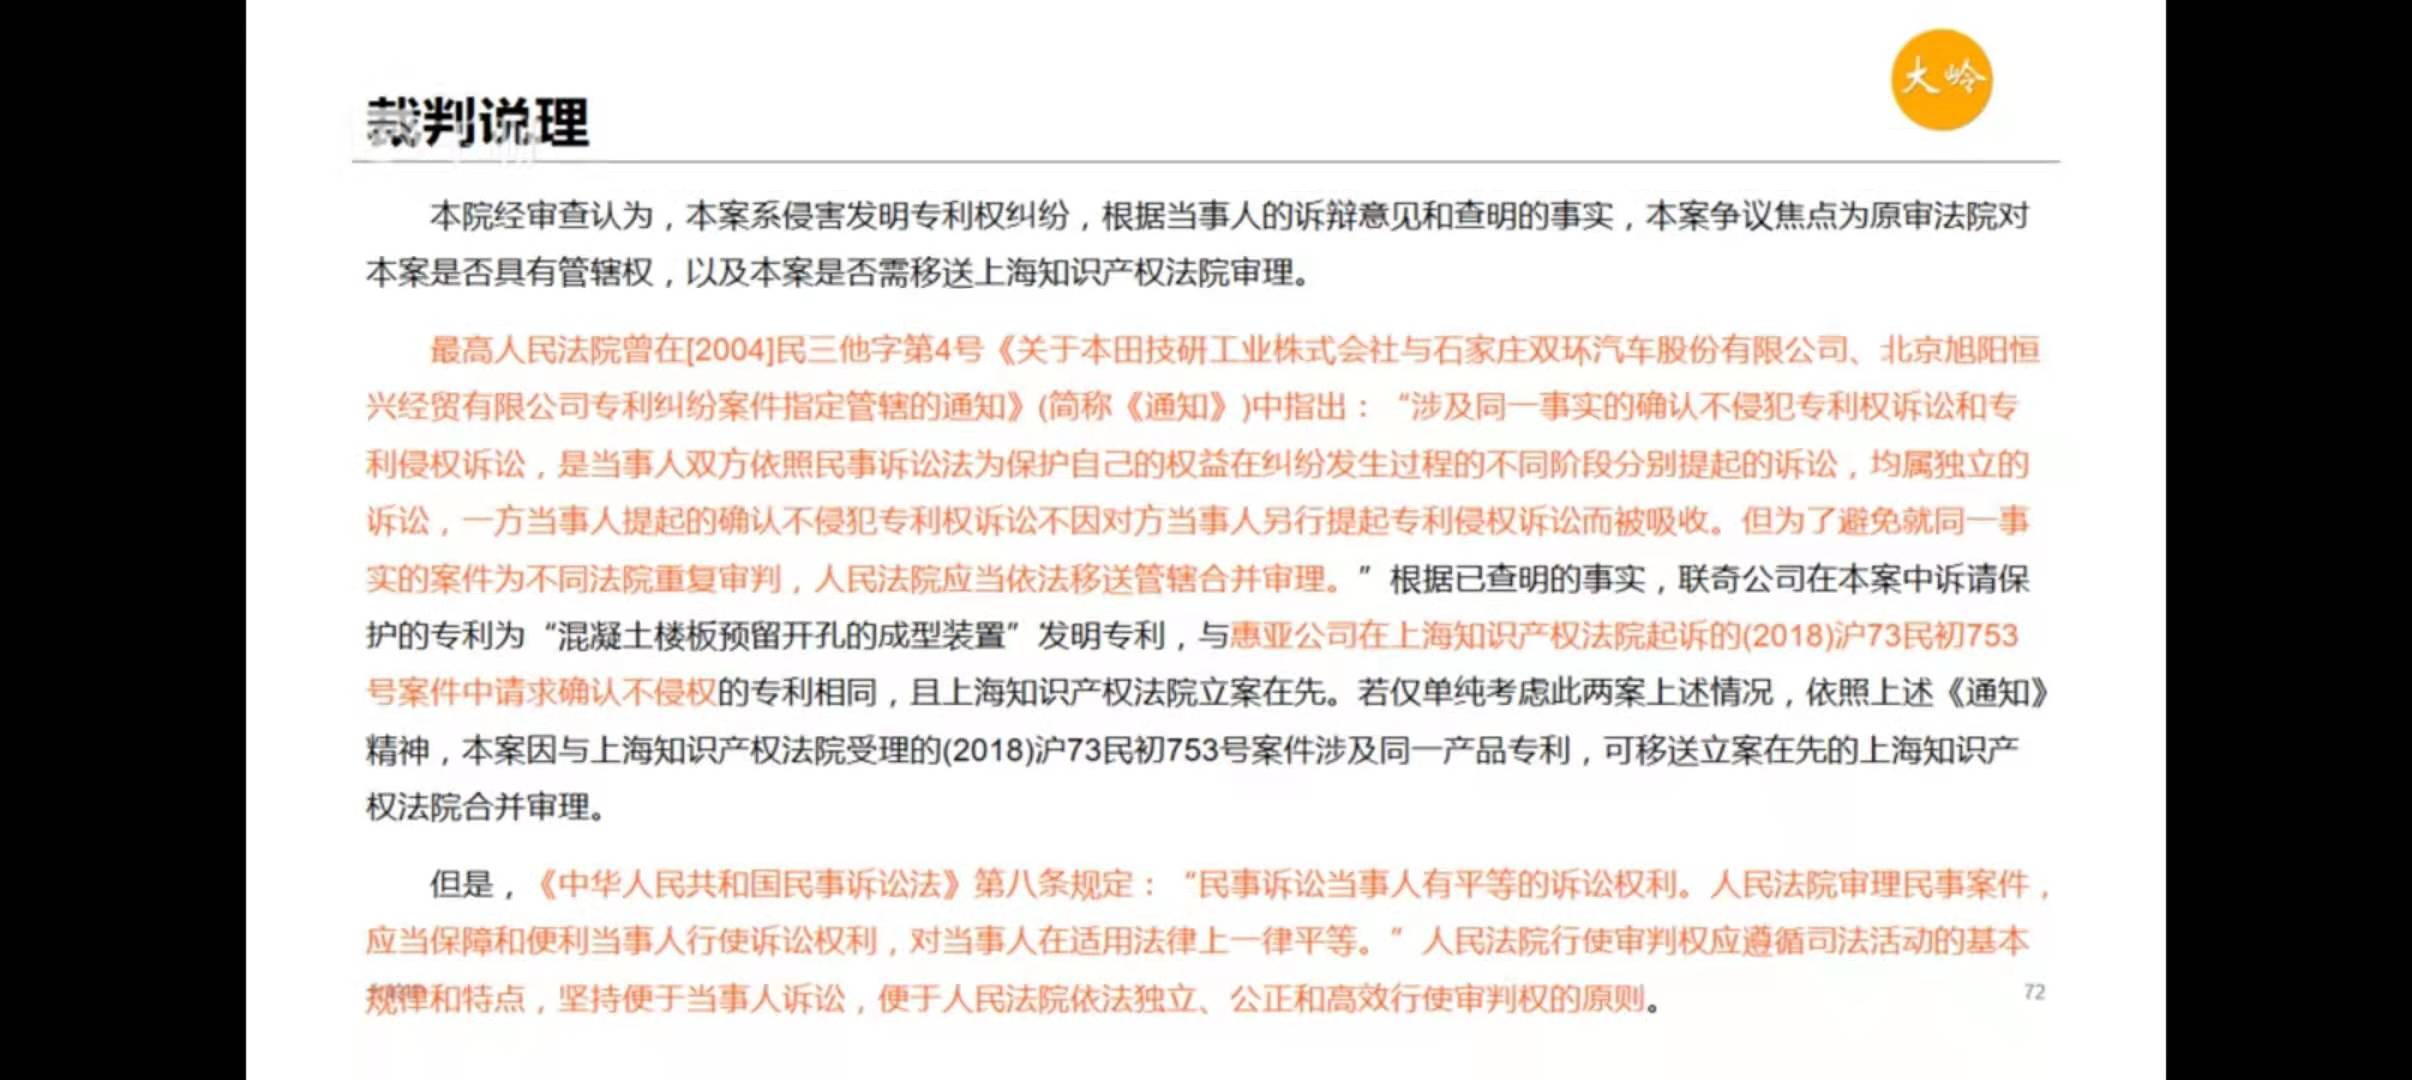 大岭
裁判说理
本院经审查认为，本案系侵害发明专利权纠纷，根据当事人的诉辩意见和查明的事实，本案争议焦点为原审法院对
本案是否具有管辖权，以及本案是否需移送上海知识产权法院审理。
最高人民法院曾在[2004]民三他字第4号《关于本田技研工业株式会社与石家庄双环汽车股份有限公司、北京旭阳恒
兴经贸有限公司专利纠纷案件指定管辖的通知》(简称《通知》)中指出：“涉及同一事实的确认不侵犯专利权诉讼和专
利侵权诉讼，是当事人双方依照民事诉讼法为保护自己的权益在纠纷发生过程的不同阶段分别提起的诉讼，均属独立的
诉讼，一方当事人提起的确认不侵犯专利权诉讼不因对方当事人另行提起专利侵权诉讼而被吸收。但为了避免就同一事
实的案件为不同法院重复审判，人民法院应当依法移送管辖合并审理。”根据已查明的事实，联奇公司在本案中诉请保
护的专利为“混凝土楼板预留开孔的成型装置”发明专利，与惠亚公司在上海知识产权法院起诉的(2018)沪73民初753
号案件中请求确认不侵权的专利相同，且上海知识产权法院立案在先。若仅单纯考虑此两案上述情况，依照上述《通知》
精神，本案因与上海知识产权法院受理的(2018)沪73民初753号案件涉及同一产品专利，可移送立案在先的上海知识产
权法院合并审理。
但是，《中华人民共和国民事诉讼法》第八条规定：“民事诉讼当事人有平等的诉讼权利。人民法院审理民事案件，
应当保障和便利当事人行使诉讼权利，对当事人在适用法律上一律平等。”人民法院行使审判权应遵循司法活动的基本
规律和特点，坚持便于当事人诉讼，便于人民法院依法独立、公正和高效行使审判权的原则。
72